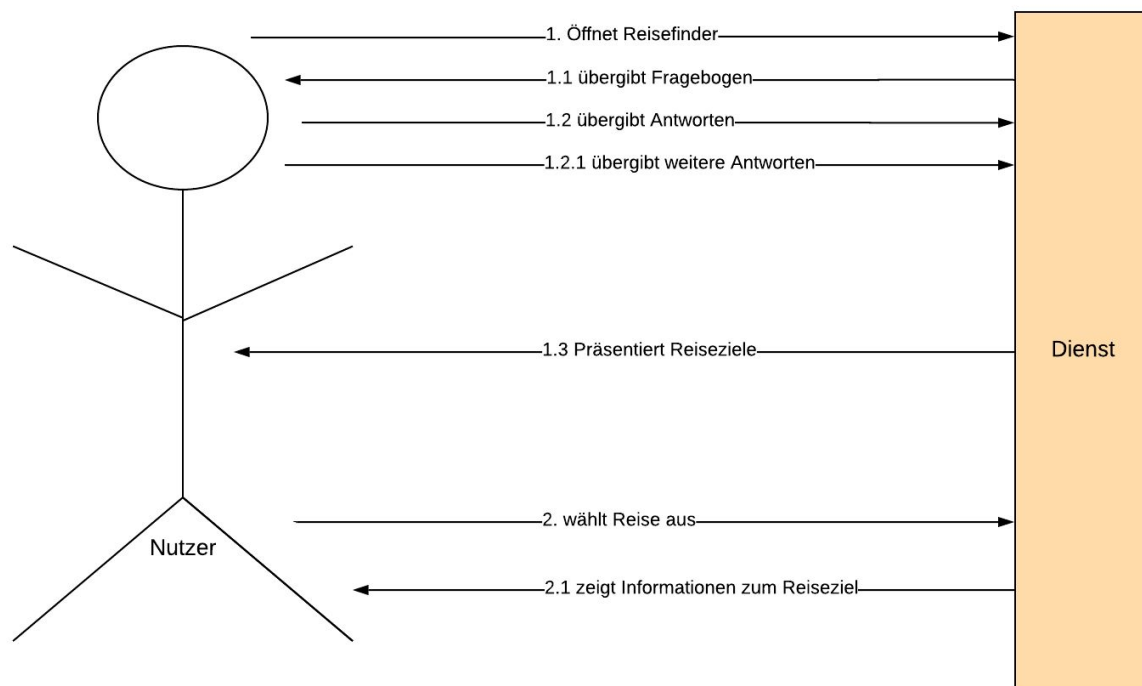 1. Öffnet Reisefinder
1.1 übergibt Fragebogen
1.2 übergibt Antworten
1.2.1 übergibt weitere Antworten
1.3 Präsentiert Reiseziele
Dienst
2. wählt Reise aus
Nutzer
2.1 zeigt Informationen zum Reiseziel